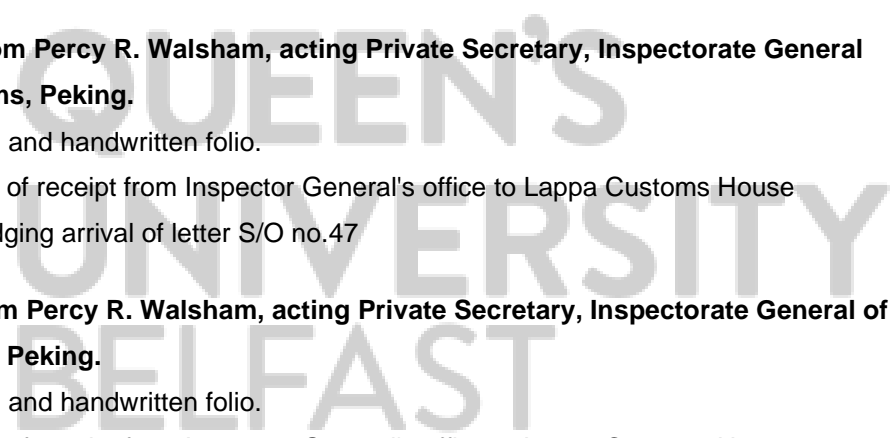 QUEEN'S
UNIVERSITY
BELFAST
om Percy R. Walsham, acting Private Secretary, Inspectorate General
ms, Peking.
and handwritten folio.
of receipt from Inspector General's office to Lappa Customs House
dging arrival of letter S/O no.47
m Percy R. Walsham, acting Private Secretary, Inspectorate General of
Peking.
and handwritten folio.